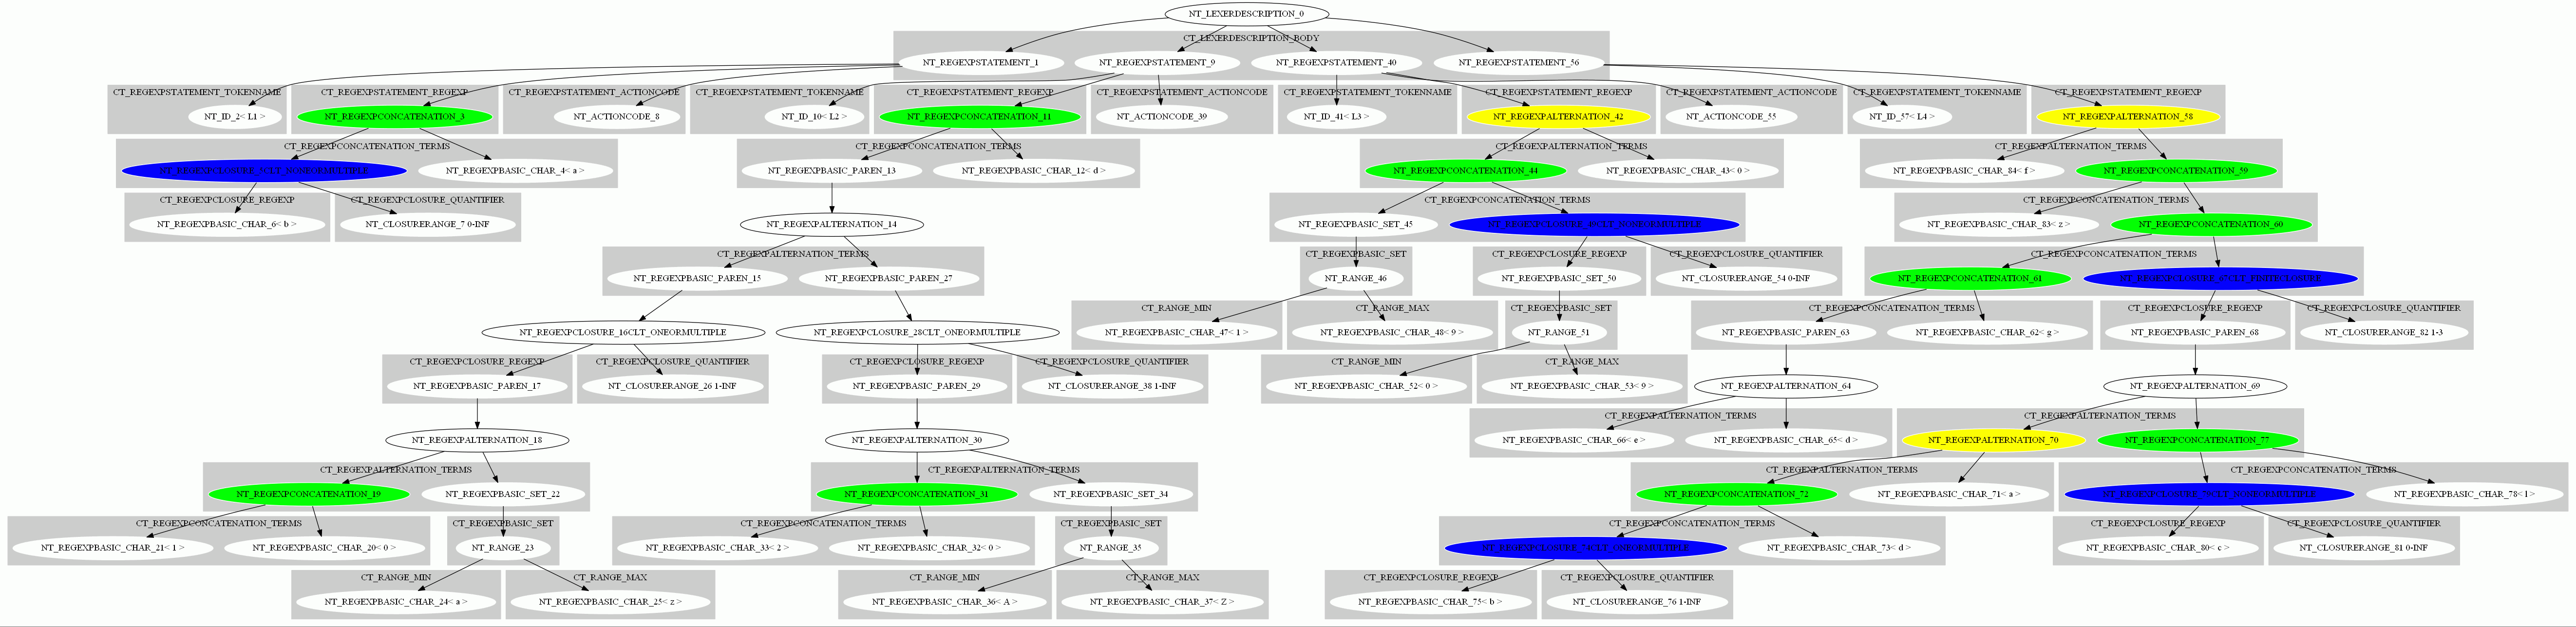 NT_LEXERDESCRIPTION_0
CT_LEXERDESCRIPTION_BODY
NT_REGEXPSTATEMENT_1 NT_REGEXPSTATEMENT_9 NT_REGEXPSTATEMENT_40 NT_REGEXPSTATEMENT_56
CT_REGEXPSTATEMENT_TOKENNAME CT_REGEXPSTATEMENT_REGEXP CT_REGEXPSTATEMENT_ACTIONCODE CT_REGEXPSTATEMENT_TOKENNAME CT_REGEXPSTATEMENT_REGEXP CT_REGEXPSTATEMENT_ACTIONCODE CT_REGEXPSTATEMENT_TOKENNAME CT_REGEXPSTATEMENT_REGEXP CT_REGEXPSTATEMENT_ACTIONCODE CT_REGEXPSTATEMENT_TOKENNAME CT_REGEXPSTATEMENT_REGEXP
NT_ID_2< L1 > NT_REGEXPCONCATENATION_3 NT_ACTIONCODE_8 NT_ID_10< L2 > NT_REGEXPCONCATENATION_11 NT_ACTIONCODE_39 NT_ID_41< L3 > NT_REGEXPALTERNATION_42 NT_ACTIONCODE_55 NT_ID_57< L4 > NT_REGEXPALTERNATION_58
CT_REGEXPCONCATENATION_TERMS CT_REGEXPCONCATENATION_TERMS CT_REGEXPALTERNATION_TERMS CT_REGEXPALTERNATION_TERMS
NT_REGEXPCLOSURE_5CLT_NONEORMULTIPLE NT_REGEXPBASIC_CHAR_4< a > NT_REGEXPBASIC_PAREN_13 NT_REGEXPBASIC_CHAR_12< d > NT_REGEXPCONCATENATION_44 NT_REGEXPBASIC_CHAR_43< 0 > NT_REGEXPBASIC_CHAR_84< f > NT_REGEXPCONCATENATION_59
CT_REGEXPCLOSURE_REGEXP CT_REGEXPCLOSURE_QUANTIFIER CT_REGEXPCONCATENATION_TERMS CT_REGEXPCONCATENATION_TERMS
NT_REGEXPBASIC_CHAR_6< b > NT_CLOSURERANGE_7 0-INF NT_REGEXPALTERNATION_14 NT_REGEXPBASIC_SET_45 NT_REGEXPCLOSURE_49CLT_NONEORMULTIPLE NT_REGEXPBASIC_CHAR_83< z > NT_REGEXPCONCATENATION_60
CT_REGEXPALTERNATION_TERMS CT_REGEXPBASIC_SET CT_REGEXPCLOSURE_REGEXP CT_REGEXPCLOSURE_QUANTIFIER CT_REGEXPCONCATENATION_TERMS
NT_REGEXPBASIC_PAREN_15 NT_REGEXPBASIC_PAREN_27 NT_RANGE_46 NT_REGEXPBASIC_SET_50 NT_CLOSURERANGE_54 0-INF NT_REGEXPCONCATENATION_61 NT_REGEXPCLOSURE_67CLT_FINITECLOSURE
CT_RANGE_MIN CT_RANGE_MAX CT_REGEXPBASIC_SET CT_REGEXPCONCATENATION_TERMS CT_REGEXPCLOSURE_REGEXP CT_REGEXPCLOSURE_QUANTIFIER
NT_REGEXPCLOSURE_16CLT_ONEORMULTIPLE NT_REGEXPCLOSURE_28CLT_ONEORMULTIPLE NT_REGEXPBASIC_CHAR_47< 1 > NT_REGEXPBASIC_CHAR_48< 9 > NT_RANGE_51 NT_REGEXPBASIC_PAREN_63 NT_REGEXPBASIC_CHAR_62< g > NT_REGEXPBASIC_PAREN_68 NT_CLOSURERANGE_82 1-3
CT_REGEXPCLOSURE_REGEXP CT_REGEXPCLOSURE_QUANTIFIER CT_REGEXPCLOSURE_REGEXP CT_REGEXPCLOSURE_QUANTIFIER CT_RANGE_MIN CT_RANGE_MAX
NT_REGEXPBASIC_PAREN_17 NT_CLOSURERANGE_26 1-INF NT_REGEXPBASIC_PAREN_29 NT_CLOSURERANGE_38 1-INF NT_REGEXPBASIC_CHAR_52< 0 > NT_REGEXPBASIC_CHAR_53< 9 > NT_REGEXPALTERNATION_64 NT_REGEXPALTERNATION_69
CT_REGEXPALTERNATION_TERMS CT_REGEXPALTERNATION_TERMS
NT_REGEXPALTERNATION_18 NT_REGEXPALTERNATION_30 NT_REGEXPBASIC_CHAR_66< e > NT_REGEXPBASIC_CHAR_65< d > NT_REGEXPALTERNATION_70 NT_REGEXPCONCATENATION_77
CT_REGEXPALTERNATION_TERMS CT_REGEXPALTERNATION_TERMS CT_REGEXPALTERNATION_TERMS CT_REGEXPCONCATENATION_TERMS
NT_REGEXPCONCATENATION_19 NT_REGEXPBASIC_SET_22 NT_REGEXPCONCATENATION_31 NT_REGEXPBASIC_SET_34 NT_REGEXPCONCATENATION_72 NT_REGEXPBASIC_CHAR_71< a > NT_REGEXPCLOSURE_79CLT_NONEORMULTIPLE NT_REGEXPBASIC_CHAR_78< l >
CT_REGEXPCONCATENATION_TERMS CT_REGEXPBASIC_SET CT_REGEXPCONCATENATION_TERMS CT_REGEXPBASIC_SET CT_REGEXPCONCATENATION_TERMS CT_REGEXPCLOSURE_REGEXP CT_REGEXPCLOSURE_QUANTIFIER
NT_REGEXPBASIC_CHAR_21< 1 > NT_REGEXPBASIC_CHAR_20< 0 > NT_RANGE_23 NT_REGEXPBASIC_CHAR_33< 2 > NT_REGEXPBASIC_CHAR_32< 0 > NT_RANGE_35 NT_REGEXPCLOSURE_74CLT_ONEORMULTIPLE NT_REGEXPBASIC_CHAR_73< d > NT_REGEXPBASIC_CHAR_80< c > NT_CLOSURERANGE_81 0-INF
CT_RANGE_MIN CT_RANGE_MAX CT_RANGE_MIN CT_RANGE_MAX CT_REGEXPCLOSURE_REGEXP CT_REGEXPCLOSURE_QUANTIFIER
NT_REGEXPBASIC_CHAR_24< a > NT_REGEXPBASIC_CHAR_25< z > NT_REGEXPBASIC_CHAR_36< A > NT_REGEXPBASIC_CHAR_37< Z > NT_REGEXPBASIC_CHAR_75< b > NT_CLOSURERANGE_76 1-INF